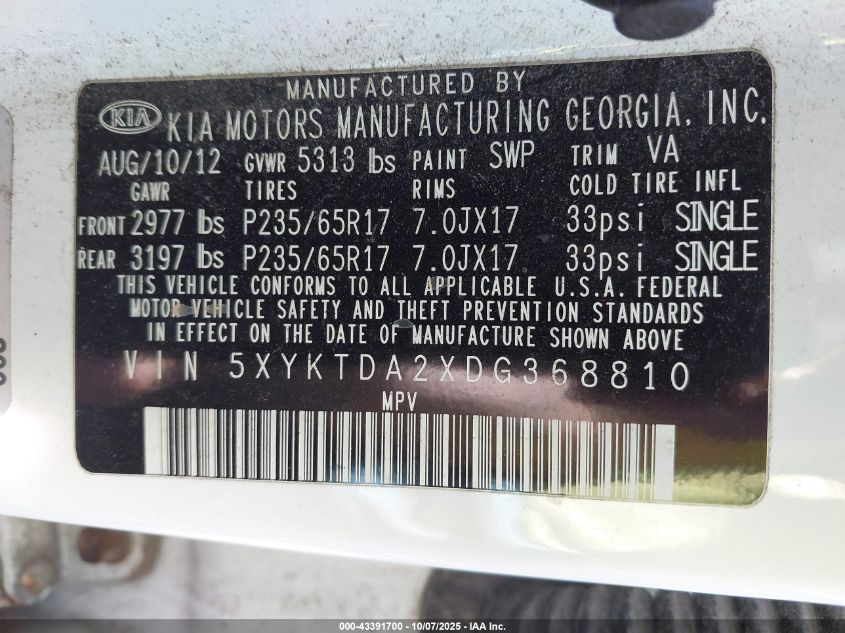 MANUFACTURED BY
KIA KIA MOTORS MANUFACTURING GEORGIA, INC.
AUG/10/12 GVWR 5313 lbs PAINT SWP TRIM VA
GAWR TIRES RIMS COLD TIRE INFL
FRONT 2977 lbs P235/65R17 7.0JX17 33psi SINGLE
REAR 3197 lbs P235/65R17 7.0JX17 33psi SINGLE
THIS VEHICLE CONFORMS TO ALL APPLICABLE U.S.A. FEDERAL
MOTOR VEHICLE SAFETY AND THEFT PREVENTION STANDARDS
IN EFFECT ON THE DATE OF MANUFACTURE SHOWN ABOVE
VIN 5XYKTDA2XDG368810
MPV
000-43391700 - 10/07/2025 - IAA Inc.